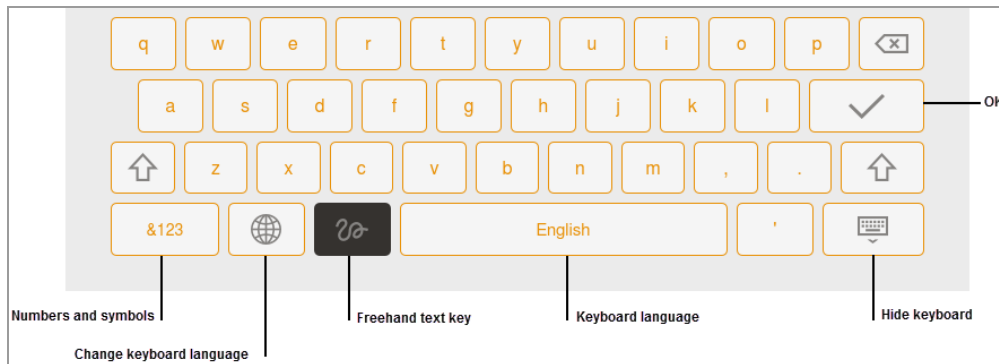 q w e r t y u i o p
a s d f g h j k l
OK
z x c v b n m , .
&123 English '
Numbers and symbols Freehand text key Keyboard language Hide keyboard
Change keyboard language